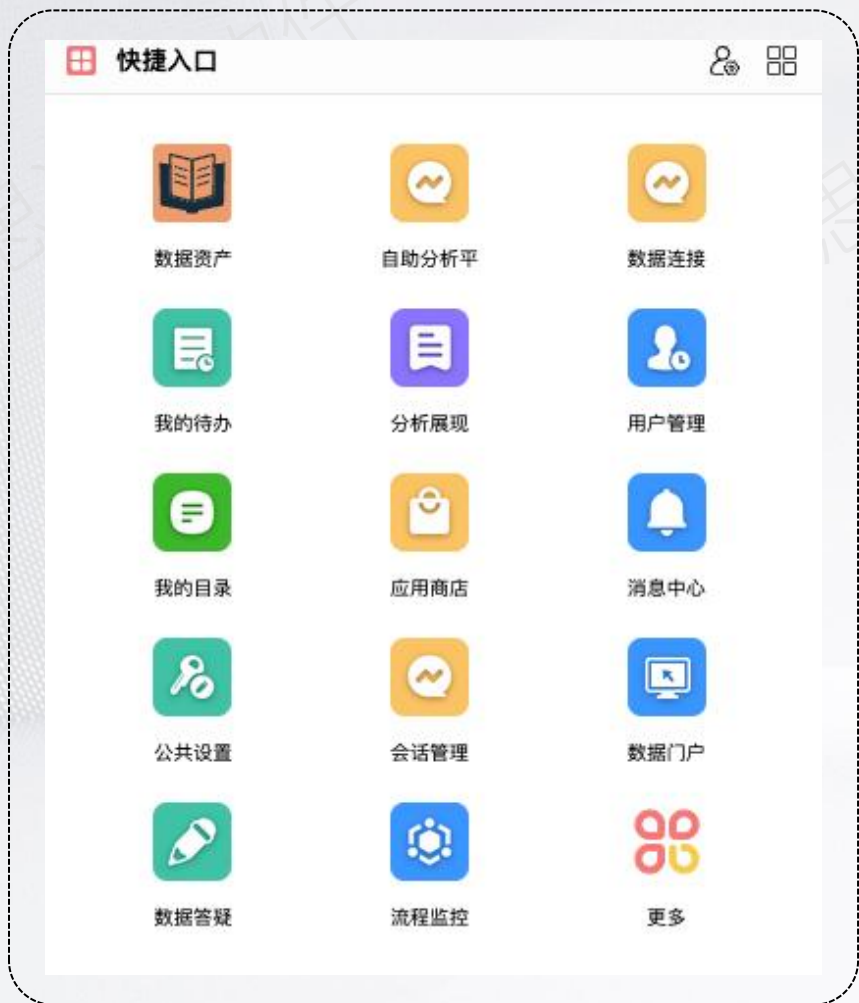 快捷入口
数据资产 自助分析平 数据连接
我的待办 分析展现 用户管理
我的目录 应用商店 消息中心
公共设置 会话管理 数据门户
数据答疑 流程监控 更多